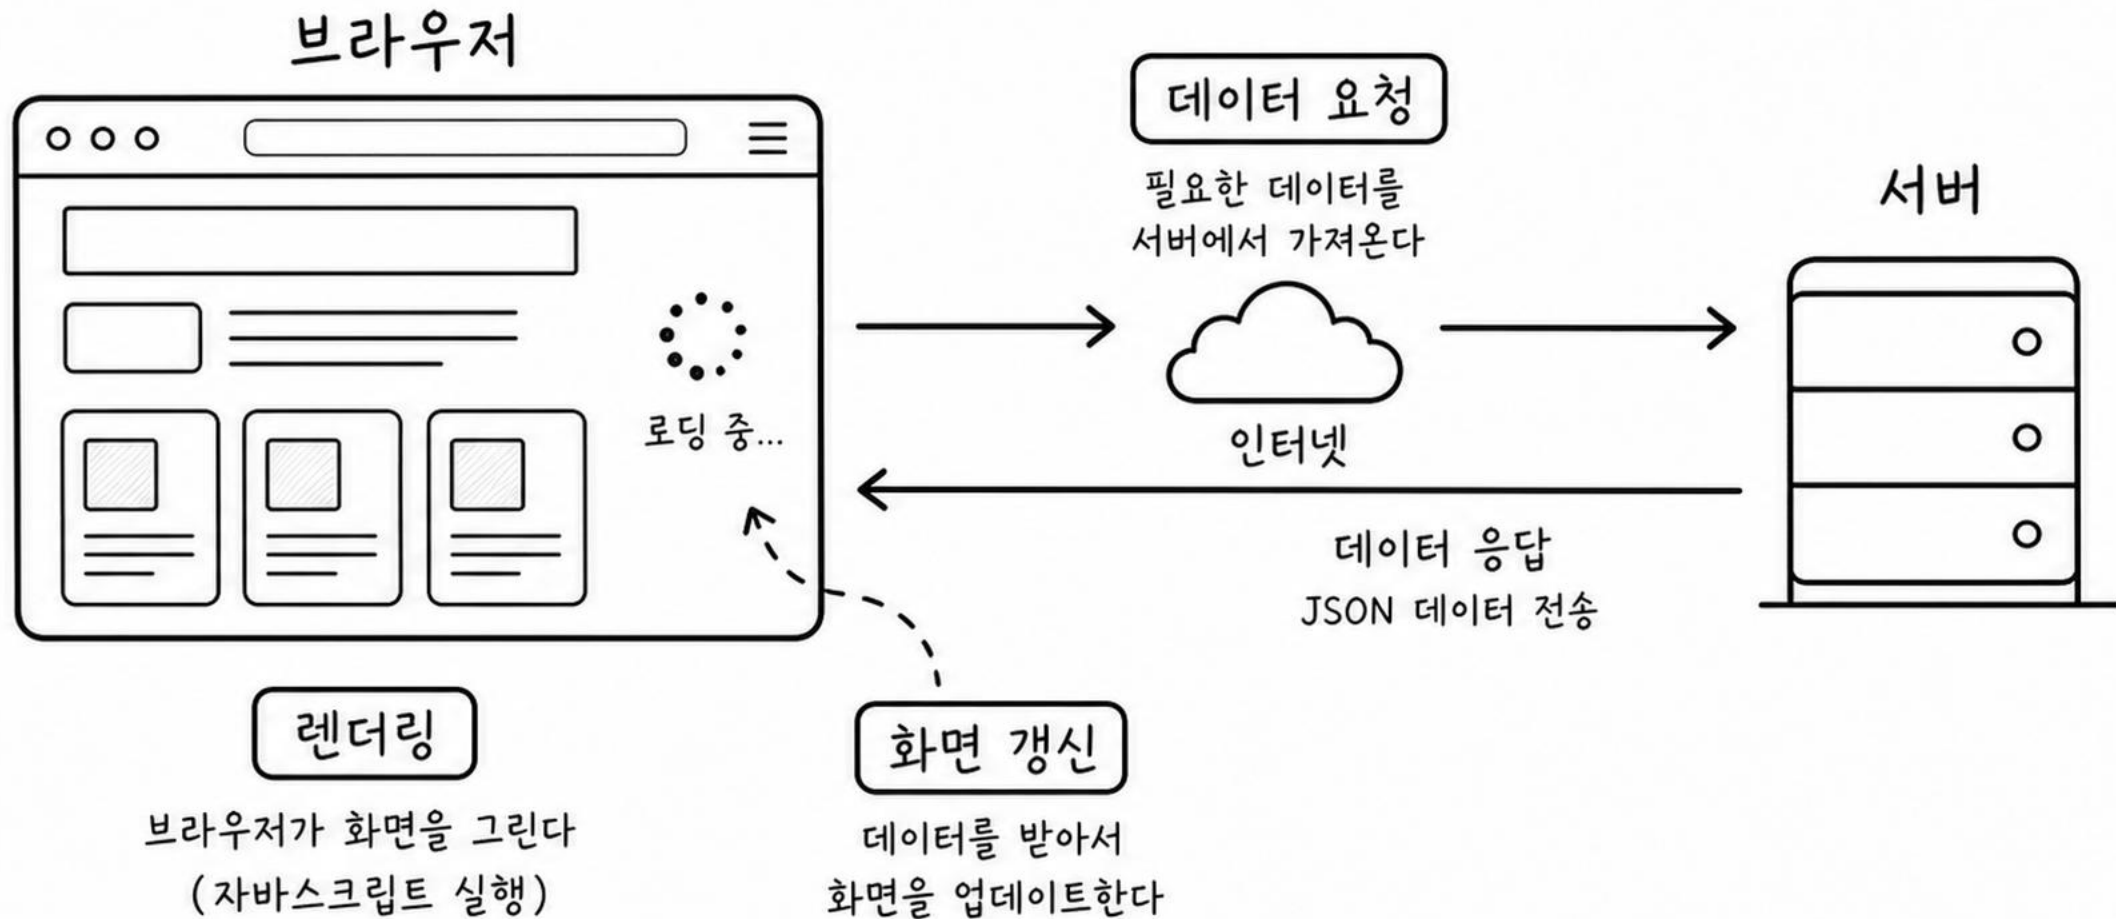 브라우저
로딩 중...
렌더링
브라우저가 화면을 그린다
(자바스크립트 실행)
데이터 요청
필요한 데이터를
서버에서 가져온다
인터넷
데이터 응답
JSON 데이터 전송
화면 갱신
데이터를 받아서
화면을 업데이트한다
서버